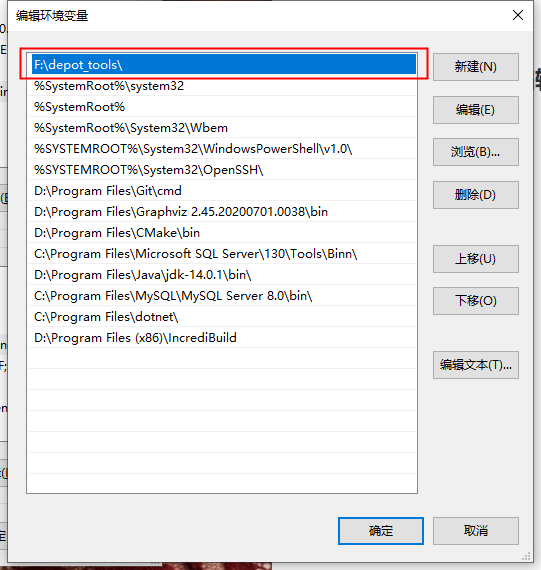 编辑环境变量
F:\depot_tools\
%SystemRoot%\system32
%SystemRoot%
%SystemRoot%\System32\Wbem
%SYSTEMROOT%\System32\WindowsPowerShell\v1.0\
%SYSTEMROOT%\System32\OpenSSH\
D:\Program Files\Git\cmd
D:\Program Files\Graphviz 2.45.20200701.0038\bin
D:\Program Files\CMake\bin
C:\Program Files\Microsoft SQL Server\130\Tools\Binn\
D:\Program Files\Java\jdk-14.0.1\bin\
C:\Program Files\MySQL\MySQL Server 8.0\bin\
C:\Program Files\dotnet\
D:\Program Files (x86)\IncrediBuild
新建(N)
编辑(E)
浏览(B)...
删除(D)
上移(U)
下移(O)
编辑文本(T)...
确定
取消